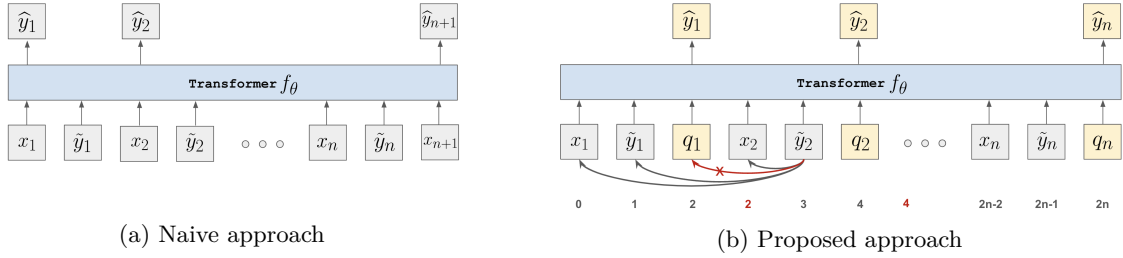 ŷ₁ ŷ₂ ŷₙ₊₁
Transformer f_θ
x₁ ỹ₁ x₂ ỹ₂ xₙ ỹₙ xₙ₊₁
(a) Naive approach
ŷ₁ ŷ₂ ŷₙ
Transformer f_θ
x₁ ỹ₁ q₁ x₂ ỹ₂ q₂ xₙ ỹₙ qₙ
x
0 1 2 2 3 4 4 2n-2 2n-1 2n
(b) Proposed approach